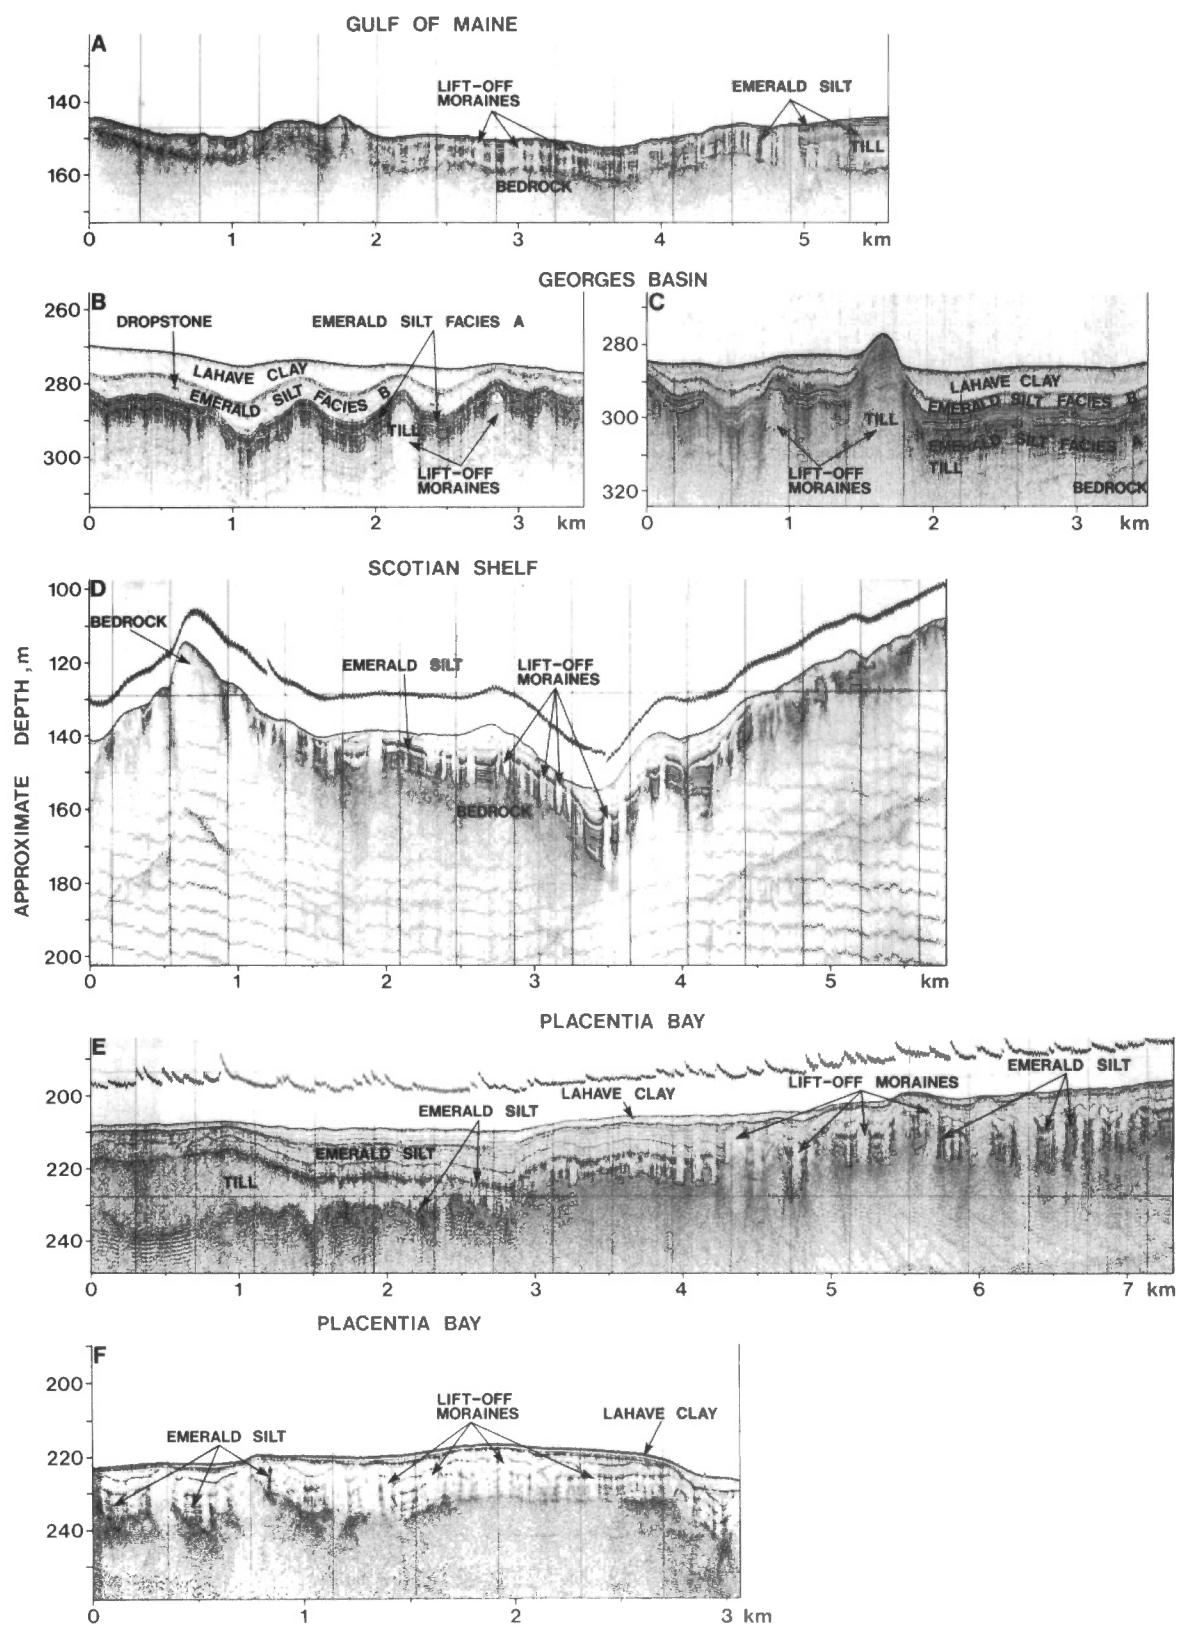 GULF OF MAINE
A
LIFT-OFF
MORAINES
EMERALD SILT
140
160
TILL
BEDROCK
0 1 2 3 4 5 km
GEORGES BASIN
B
260
280
300
DROPSTONE
EMERALD SILT FACIES A
LAHAVE CLAY
EMERALD SILT FACIES B
TILL
LIFT-OFF
MORAINES
0 1 2 3 km
C
280
300
320
LAHAVE CLAY
EMERALD SILT FACIES B
TILL
EMERALD SILT FACIES A
LIFT-OFF
MORAINES
TILL
BEDROCK
0 1 2 3 km
SCOTIAN SHELF
D
APPROXIMATE DEPTH, m
100
120
140
160
180
200
BEDROCK
EMERALD SILT
LIFT-OFF
MORAINES
BEDROCK
0 1 2 3 4 5 km
PLACENTIA BAY
E
200
220
240
EMERALD SILT
LIFT-OFF MORAINES
LAHAVE CLAY
EMERALD SILT
EMERALD SILT
TILL
0 1 2 3 4 5 6 7 km
PLACENTIA BAY
F
200
220
240
LIFT-OFF
MORAINES
LAHAVE CLAY
EMERALD SILT
0 1 2 3 km